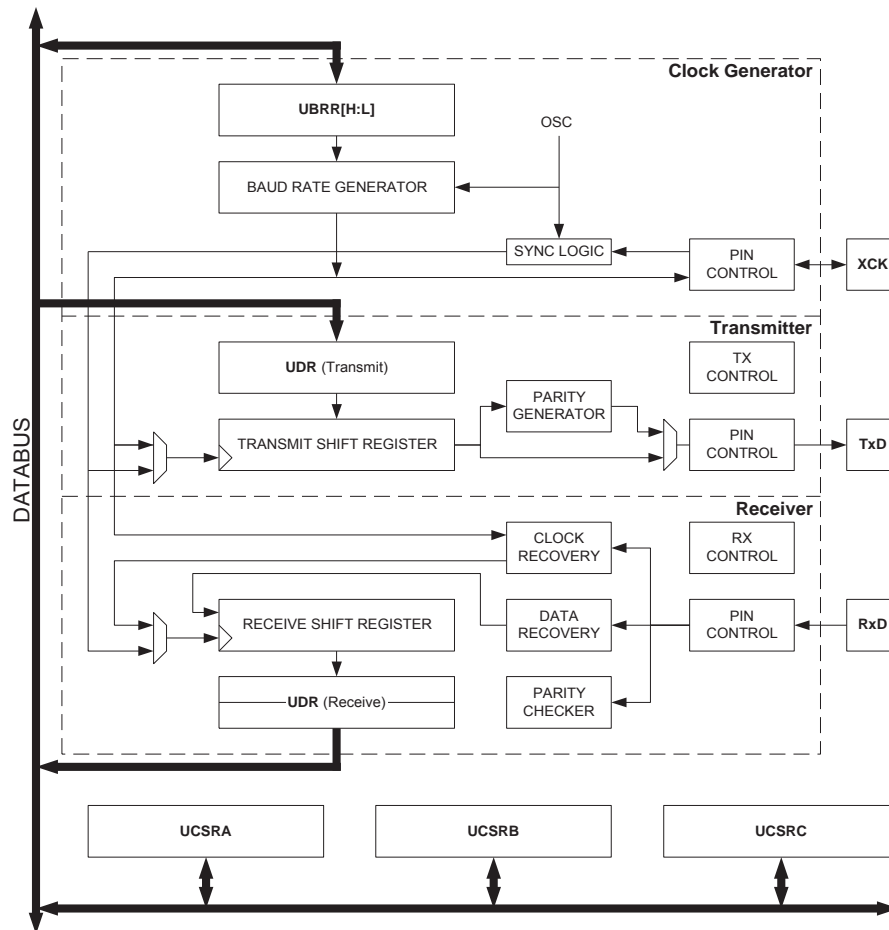 Clock Generator
UBRR[H:L]
OSC
BAUD RATE GENERATOR
SYNC LOGIC
PIN
CONTROL
XCK
Transmitter
UDR (Transmit)
TX
CONTROL
PARITY
GENERATOR
TRANSMIT SHIFT REGISTER
PIN
CONTROL
TxD
DATABUS
Receiver
CLOCK
RECOVERY
RX
CONTROL
RECEIVE SHIFT REGISTER
DATA
RECOVERY
PIN
CONTROL
RxD
UDR (Receive)
PARITY
CHECKER
UCSRA
UCSRB
UCSRC